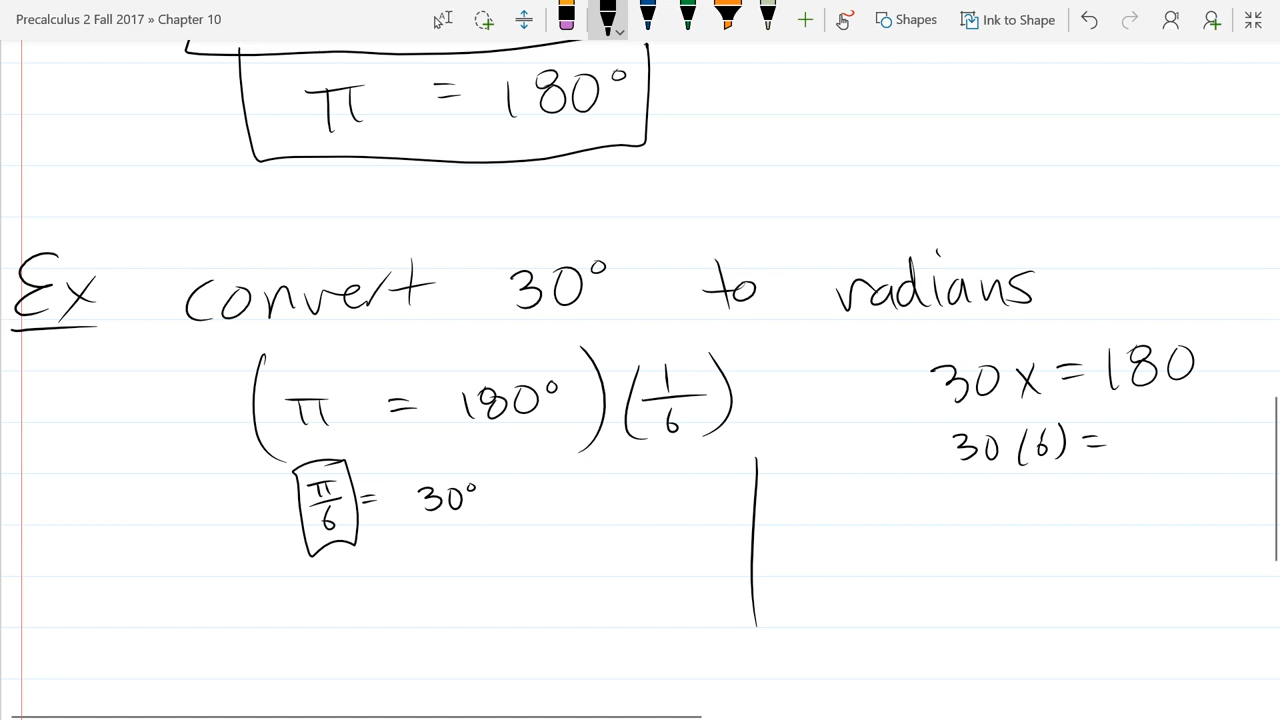 Precalculus 2 Fall 2017 » Chapter 10
Shapes
Ink to Shape
π = 180°
Ex convert 30° to radians
(π = 180°)(1/6)
30x = 180
30(6) =
π/6 = 30°